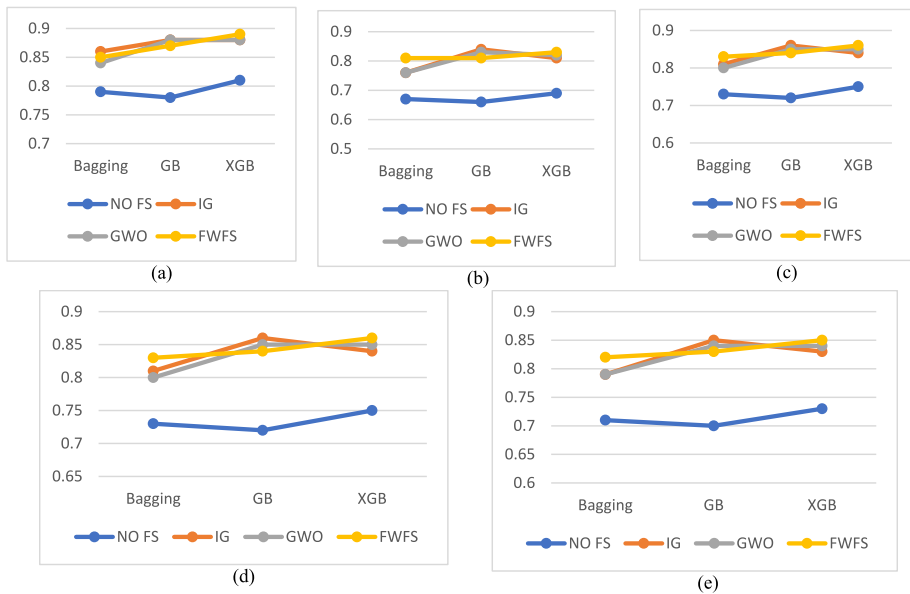 0.9
0.85
0.8
0.75
0.7
Bagging GB XGB
NO FS IG
GWO FWFS
(a)
0.9
0.8
0.7
0.6
0.5
Bagging GB XGB
NO FS IG
GWO FWFS
(b)
0.9
0.8
0.7
0.6
Bagging GB XGB
NO FS IG
GWO FWFS
(c)
0.9
0.85
0.8
0.75
0.7
0.65
Bagging GB XGB
NO FS IG GWO FWFS
(d)
0.9
0.85
0.8
0.75
0.7
0.65
0.6
Bagging GB XGB
NO FS IG GWO FWFS
(e)